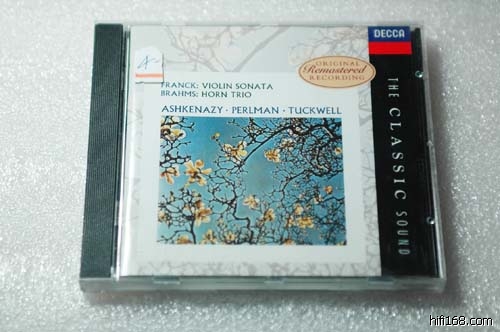 DECCA
ORIGINAL
Remastered
RECORDING
FRANCK: VIOLIN SONATA
BRAHMS: HORN TRIO
ASHKENAZY · PERLMAN · TUCKWELL
THE CLASSIC SOUND
hifi168.com